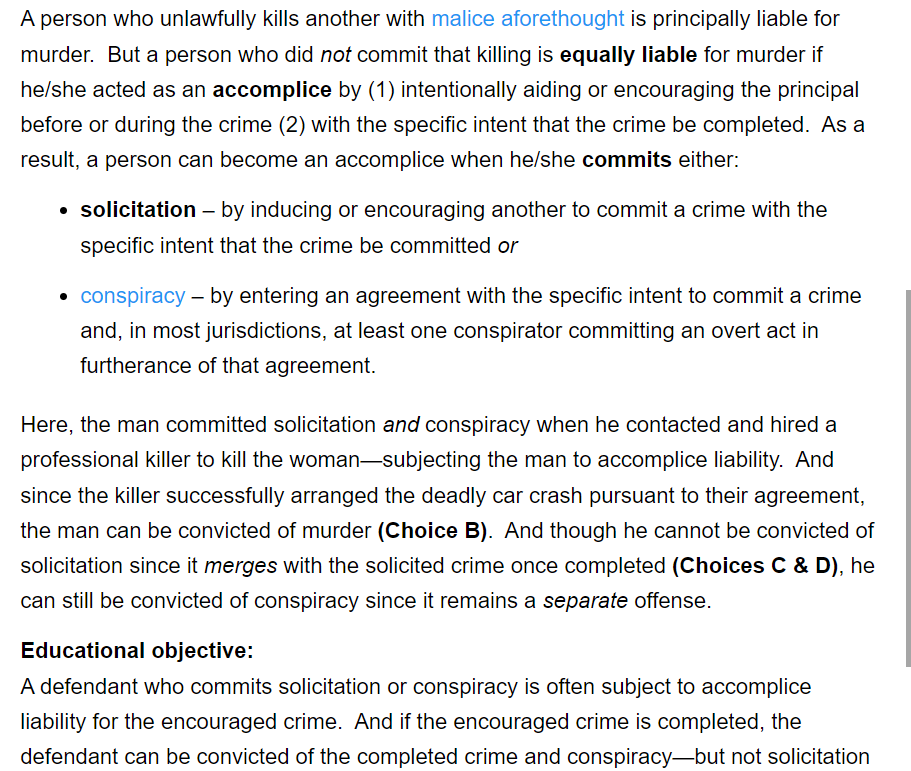 A person who unlawfully kills another with malice aforethought is principally liable for
murder.  But a person who did not commit that killing is equally liable for murder if
he/she acted as an accomplice by (1) intentionally aiding or encouraging the principal
before or during the crime (2) with the specific intent that the crime be completed.  As a
result, a person can become an accomplice when he/she commits either:
• solicitation – by inducing or encouraging another to commit a crime with the
specific intent that the crime be committed or
• conspiracy – by entering an agreement with the specific intent to commit a crime
and, in most jurisdictions, at least one conspirator committing an overt act in
furtherance of that agreement.
Here, the man committed solicitation and conspiracy when he contacted and hired a
professional killer to kill the woman—subjecting the man to accomplice liability.  And
since the killer successfully arranged the deadly car crash pursuant to their agreement,
the man can be convicted of murder (Choice B).  And though he cannot be convicted of
solicitation since it merges with the solicited crime once completed (Choices C & D), he
can still be convicted of conspiracy since it remains a separate offense.
Educational objective:
A defendant who commits solicitation or conspiracy is often subject to accomplice
liability for the encouraged crime.  And if the encouraged crime is completed, the
defendant can be convicted of the completed crime and conspiracy—but not solicitation